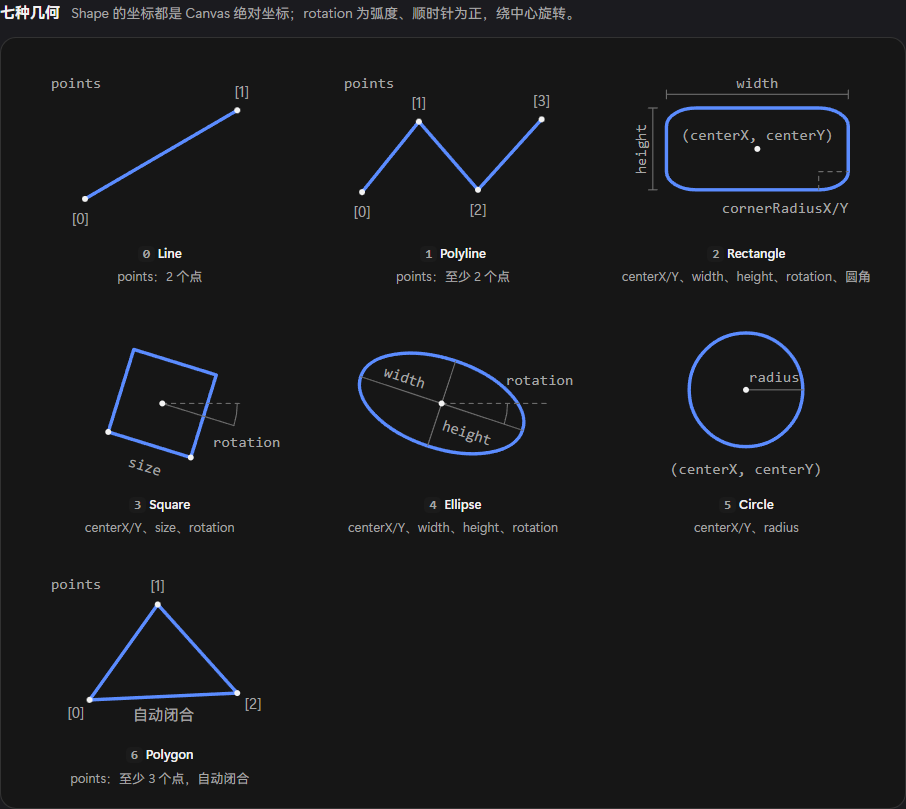 七种几何 Shape 的坐标都是 Canvas 绝对坐标；rotation 为弧度、顺时针为正，绕中心旋转。
points
[1]
[0]
0 Line
points：2 个点
points
[1]
[3]
[0]
[2]
1 Polyline
points：至少 2 个点
width
height
(centerX, centerY)
cornerRadiusX/Y
2 Rectangle
centerX/Y、width、height、rotation、圆角
rotation
size
3 Square
centerX/Y、size、rotation
width
rotation
height
4 Ellipse
centerX/Y、width、height、rotation
radius
(centerX, centerY)
5 Circle
centerX/Y、radius
points
[1]
[0]
[2]
自动闭合
6 Polygon
points：至少 3 个点，自动闭合